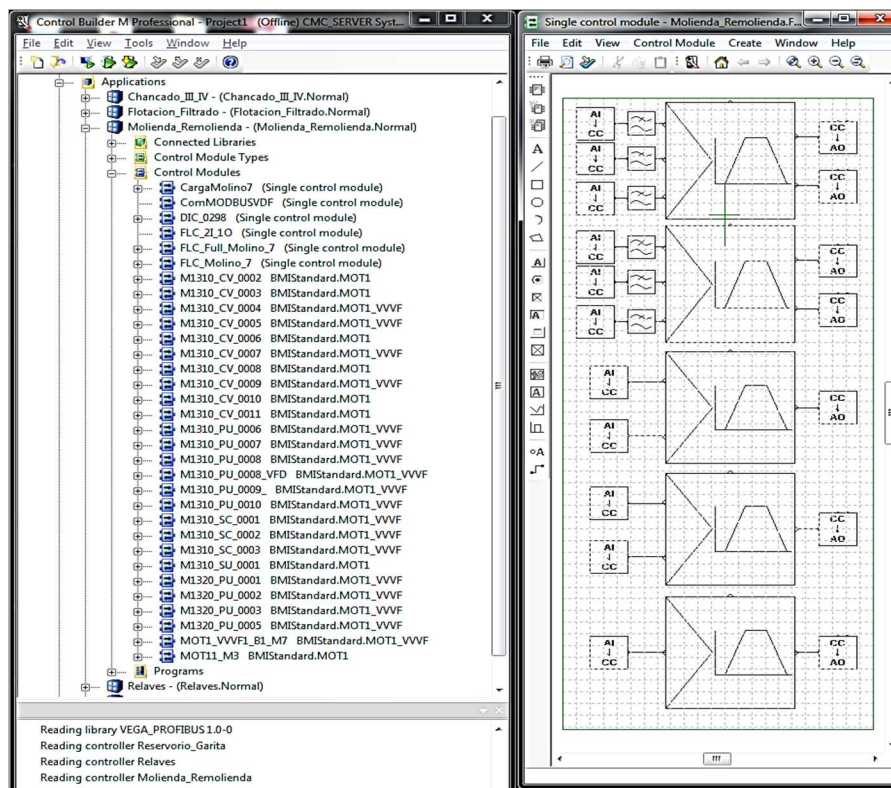 Control Builder M Professional - Project1 (Offline) CMC_SERVER Syst...
File Edit View Tools Window Help
Applications
Chancado_III_IV - (Chancado_III_IV.Normal)
Flotacion_Filtrado - (Flotacion_Filtrado.Normal)
Molienda_Remolienda - (Molienda_Remolienda.Normal)
Connected Libraries
Control Module Types
Control Modules
CargaMolino7 (Single control module)
ComMODBUSVDF (Single control module)
DIC_0298 (Single control module)
FLC_2I_1O (Single control module)
FLC_Full_Molino_7 (Single control module)
FLC_Molino_7 (Single control module)
M1310_CV_0002 BMIStandard.MOT1
M1310_CV_0003 BMIStandard.MOT1
M1310_CV_0004 BMIStandard.MOT1_VVVF
M1310_CV_0005 BMIStandard.MOT1_VVVF
M1310_CV_0006 BMIStandard.MOT1
M1310_CV_0007 BMIStandard.MOT1_VVVF
M1310_CV_0008 BMIStandard.MOT1
M1310_CV_0009 BMIStandard.MOT1_VVVF
M1310_CV_0010 BMIStandard.MOT1
M1310_CV_0011 BMIStandard.MOT1
M1310_PU_0006 BMIStandard.MOT1_VVVF
M1310_PU_0007 BMIStandard.MOT1_VVVF
M1310_PU_0008 BMIStandard.MOT1_VVVF
M1310_PU_0008_VFD BMIStandard.MOT1_VVVF
M1310_PU_0009_ BMIStandard.MOT1_VVVF
M1310_PU_0010 BMIStandard.MOT1_VVVF
M1310_SC_0001 BMIStandard.MOT1_VVVF
M1310_SC_0002 BMIStandard.MOT1_VVVF
M1310_SC_0003 BMIStandard.MOT1_VVVF
M1310_SU_0001 BMIStandard.MOT1
M1320_PU_0001 BMIStandard.MOT1_VVVF
M1320_PU_0002 BMIStandard.MOT1_VVVF
M1320_PU_0003 BMIStandard.MOT1_VVVF
M1320_PU_0005 BMIStandard.MOT1_VVVF
MOT1_VVVF1_B1_M7 BMIStandard.MOT1_VVVF
MOT11_M3 BMIStandard.MOT1
Programs
Relaves - (Relaves.Normal)
Reading library VEGA_PROFIBUS 1.0-0
Reading controller Reservorio_Garita
Reading controller Relaves
Reading controller Molienda_Remolienda
Single control module - Molienda_Remolienda.F...
File Edit View Control Module Create Window Help
AI
CC
CC
AO
AI
CC
CC
AO
AI
CC
AI
CC
CC
AO
AI
CC
CC
AO
AI
CC
AI
CC
CC
AO
AI
CC
AI
CC
CC
AO
AI
CC
AI
CC
CC
AO